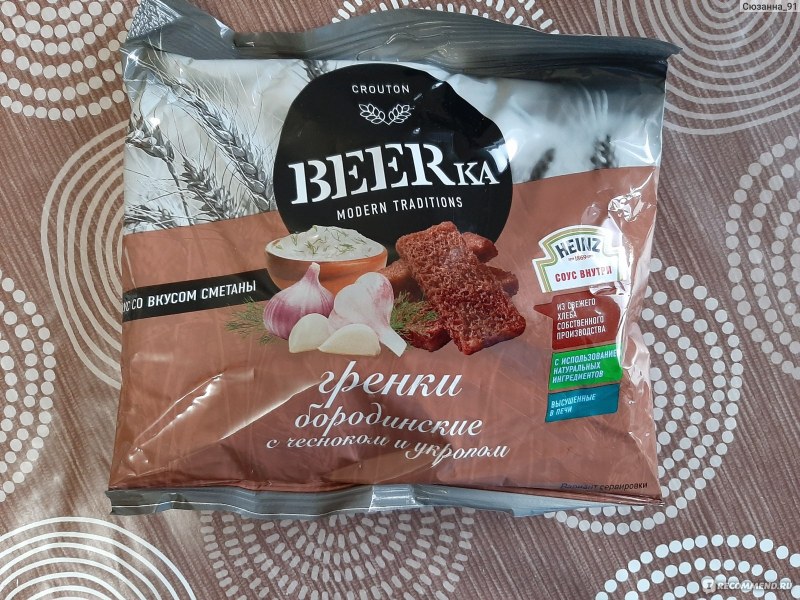 Сюзанна_91
CROUTON
BEERKA
MODERN TRADITIONS
HEINZ
1869
СОУС ВНУТРИ
СО ВКУСОМ СМЕТАНЫ
ИЗ СВЕЖЕГО
ХЛЕБА
СОБСТВЕННОГО
ПРОИЗВОДСТВА
С ИСПОЛЬЗОВАНИЕ
НАТУРАЛЬНЫХ
ИНГРЕДИЕНТОВ
ВЫСУШЕННЫЕ
В ПЕЧИ
гренки
бородинские
с чесноком и укропом
Вариант сервировки
IRECOMMEND.RU